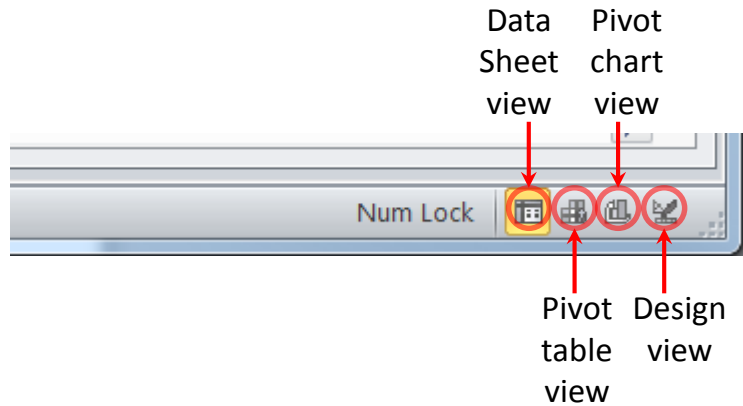 Data
Sheet
view
Pivot
chart
view
Num Lock
Pivot
table
view
Design
view